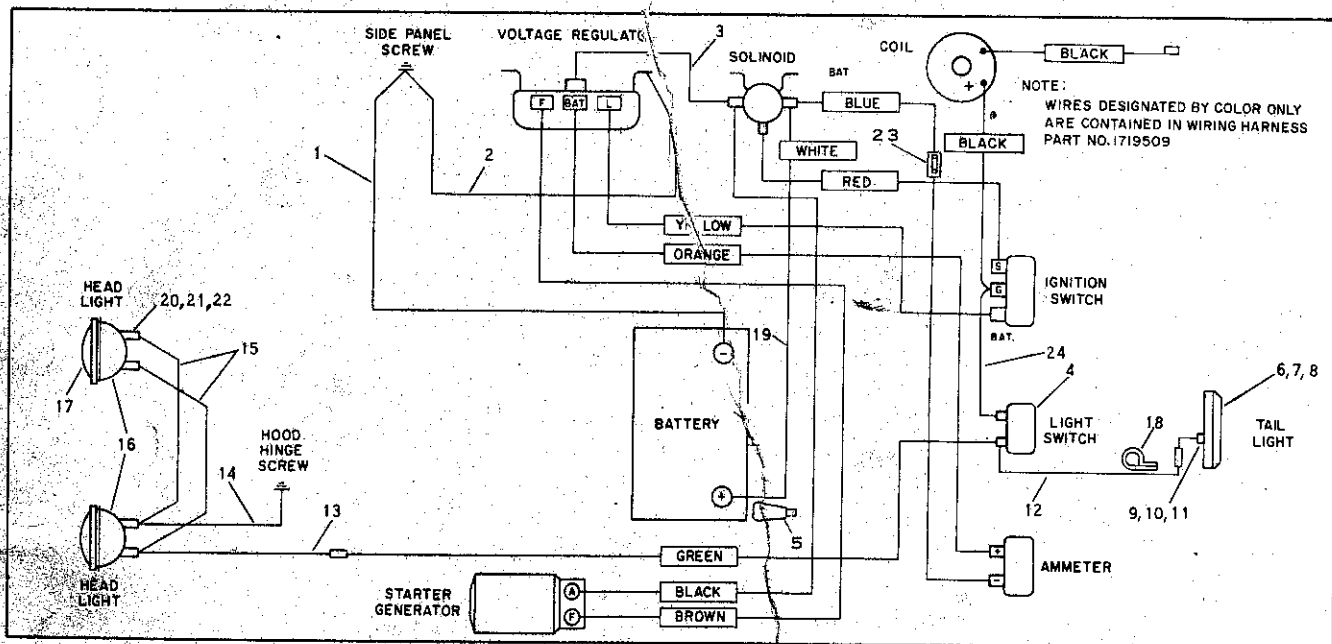 SIDE PANEL
SCREW
VOLTAGE REGULATO
3
SOLINOID
BAT
COIL
BLACK
+
NOTE:
WIRES DESIGNATED BY COLOR ONLY
ARE CONTAINED IN WIRING HARNESS
PART NO. 1719509
F
BAT
L
BLUE
23
BLACK
WHITE
RED
1
2
YELLOW
ORANGE
S
G
IGNITION
SWITCH
BAT.
HEAD
LIGHT
20, 21, 22
15
17
16
-
19
BATTERY
+
5
24
4
LIGHT
SWITCH
18
6, 7, 8
TAIL
LIGHT
12
9, 10, 11
HOOD
HINGE
SCREW
14
13
HEAD
LIGHT
GREEN
+
-
AMMETER
STARTER
GENERATOR
A
F
BLACK
BROWN